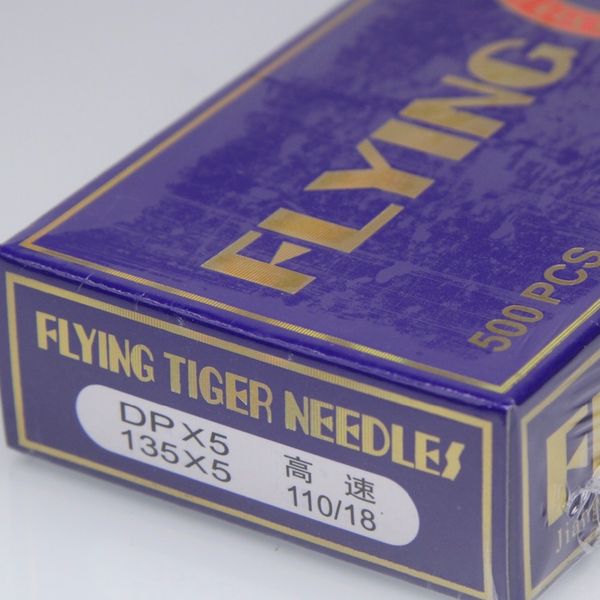 FLYING
500 PCS
FLYING TIGER NEEDLES
DP×5
135×5
高速
110/18